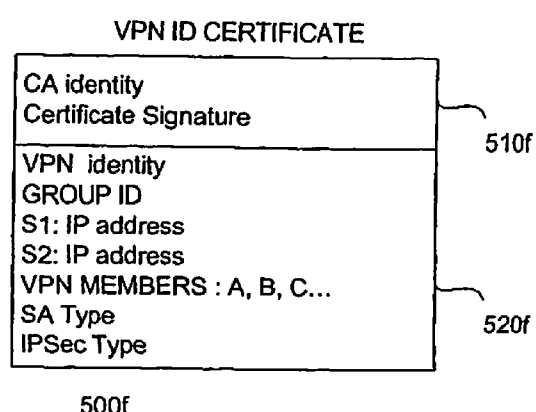 VPN ID CERTIFICATE
CA identity
Certificate Signature
510f
VPN identity
GROUP ID
S1: IP address
S2: IP address
VPN MEMBERS : A, B, C...
SA Type
IPSec Type
520f
500f